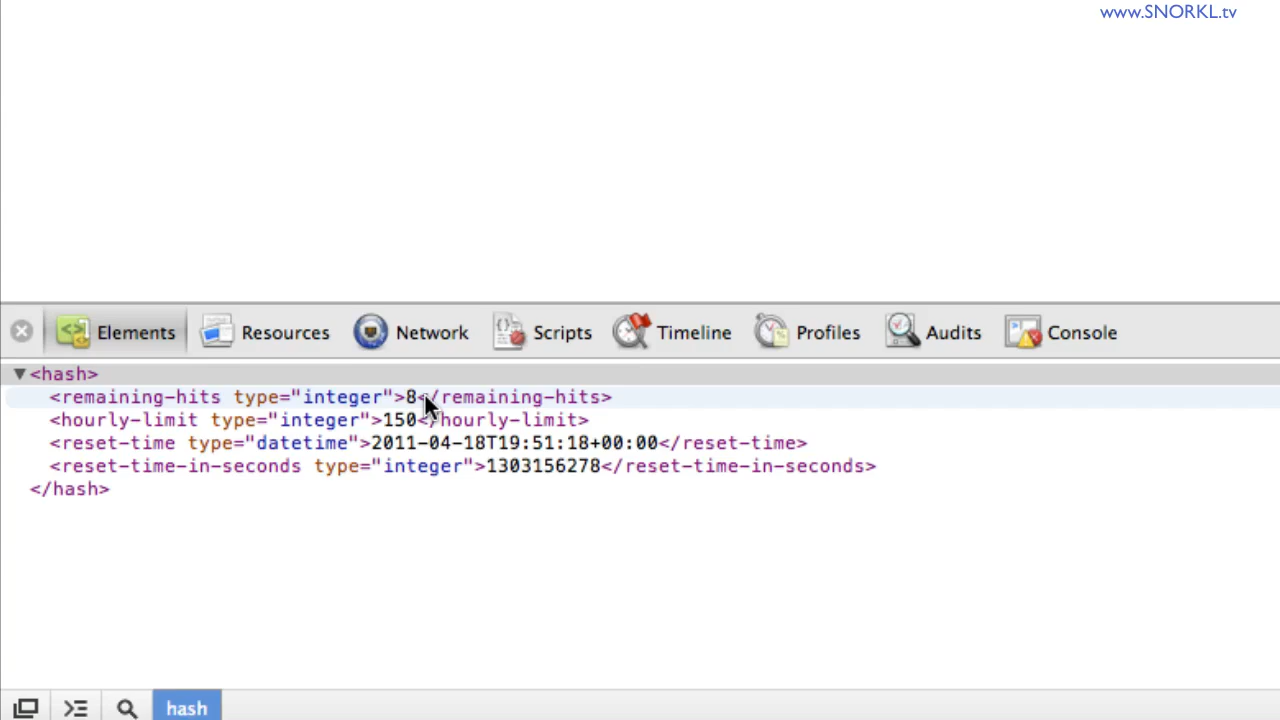 www.SNORKL.tv
Elements Resources Network Scripts Timeline Profiles Audits Console
▼<hash>
<remaining-hits type="integer">8</remaining-hits>
<hourly-limit type="integer">150</hourly-limit>
<reset-time type="datetime">2011-04-18T19:51:18+00:00</reset-time>
<reset-time-in-seconds type="integer">1303156278</reset-time-in-seconds>
</hash>
hash